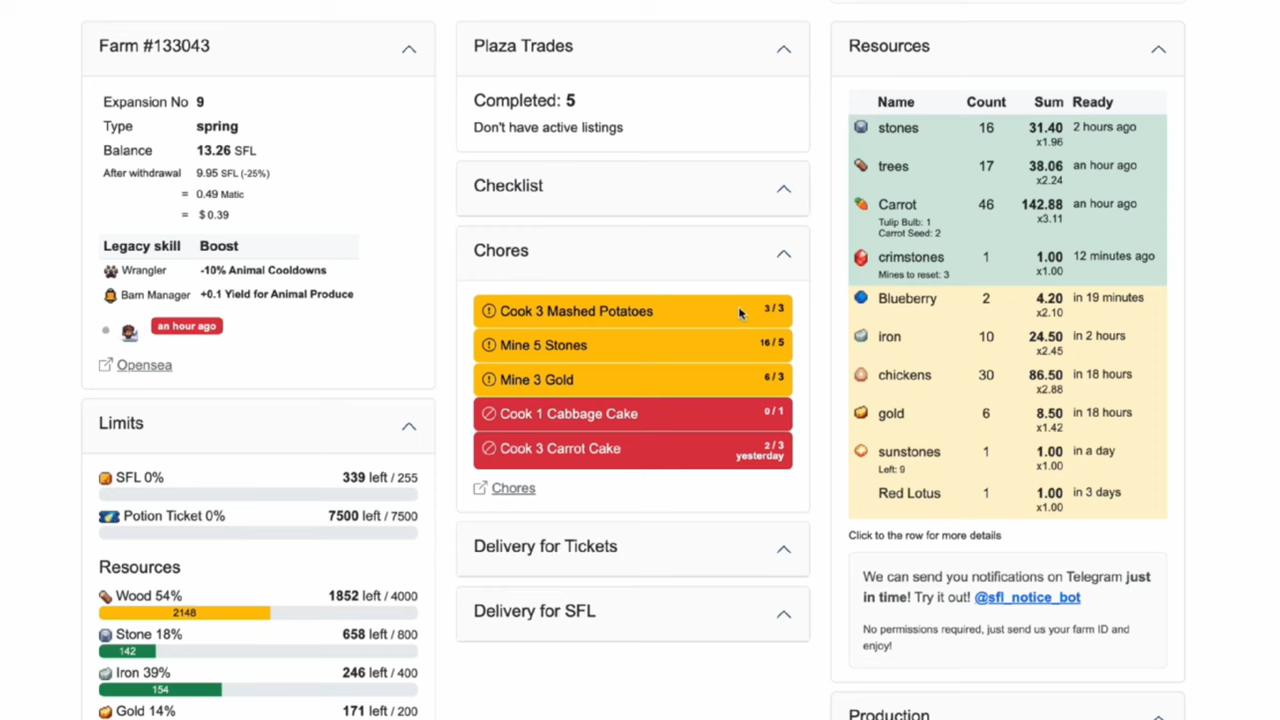 Farm #133043
Expansion No 9
Type spring
Balance 13.26 SFL
After withdrawal 9.95 SFL (-25%)
= 0.49 Matic
= $ 0.39
Legacy skill Boost
Wrangler -10% Animal Cooldowns
Barn Manager +0.1 Yield for Animal Produce
an hour ago
Opensea
Limits
SFL 0% 339 left / 255
Potion Ticket 0% 7500 left / 7500
Resources
Wood 54% 1852 left / 4000
2148
Stone 18% 658 left / 800
142
Iron 39% 246 left / 400
154
Gold 14% 171 left / 200
Plaza Trades
Completed: 5
Don't have active listings
Checklist
Chores
Cook 3 Mashed Potatoes 3 / 3
Mine 5 Stones 16 / 5
Mine 3 Gold 6 / 3
Cook 1 Cabbage Cake 0 / 1
Cook 3 Carrot Cake 2 / 3
yesterday
Chores
Delivery for Tickets
Delivery for SFL
Resources
Name Count Sum Ready
stones 16 31.40 2 hours ago
x1.96
trees 17 38.06 an hour ago
x2.24
Carrot 46 142.88 an hour ago
Tulip Bulb: 1 x3.11
Carrot Seed: 2
crimstones 1 1.00 12 minutes ago
Mines to reset: 3 x1.00
Blueberry 2 4.20 in 19 minutes
x2.10
iron 10 24.50 in 2 hours
x2.45
chickens 30 86.50 in 18 hours
x2.88
gold 6 8.50 in 18 hours
x1.42
sunstones 1 1.00 in a day
Left: 9 x1.00
Red Lotus 1 1.00 in 3 days
x1.00
Click to the row for more details
We can send you notifications on Telegram just
in time! Try it out! @sfl_notice_bot
No permissions required, just send us your farm ID and
enjoy!
Production